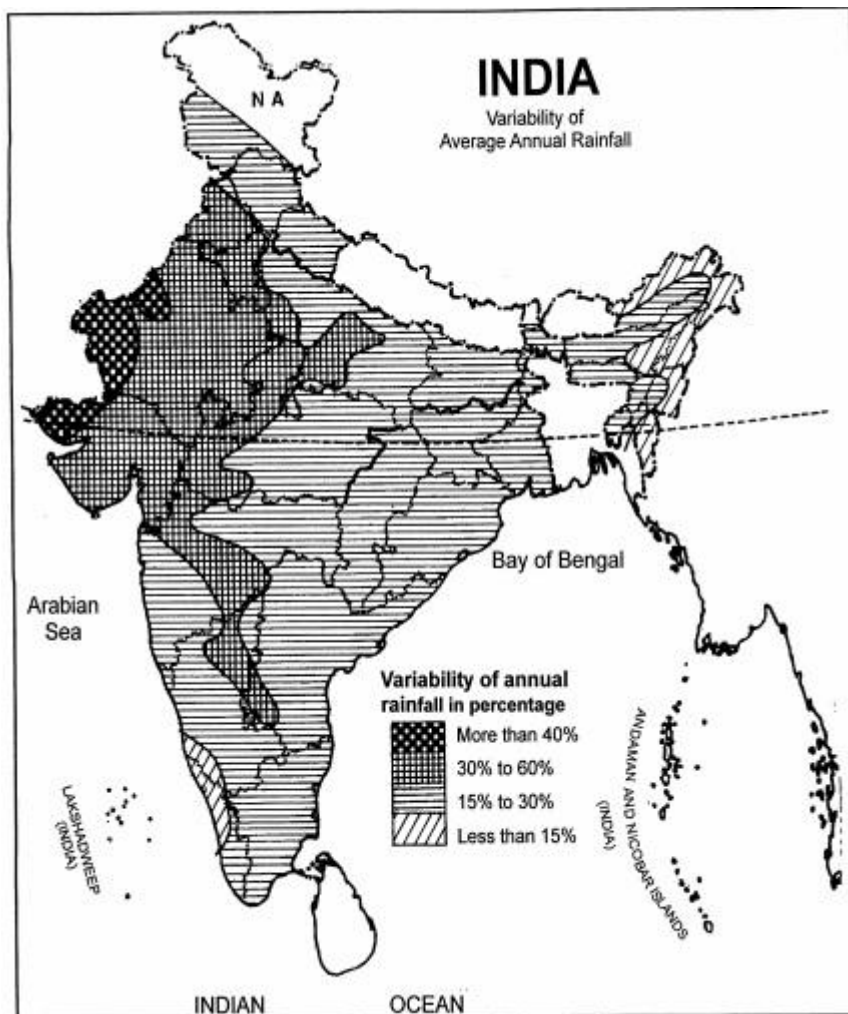 INDIA
Variability of
Average Annual Rainfall
N A
Bay of Bengal
Arabian
Sea
Variability of annual
rainfall in percentage
More than 40%
30% to 60%
15% to 30%
Less than 15%
LAKSHADWEEP
(INDIA)
ANDAMAN AND NICOBAR ISLANDS
(INDIA)
INDIAN OCEAN